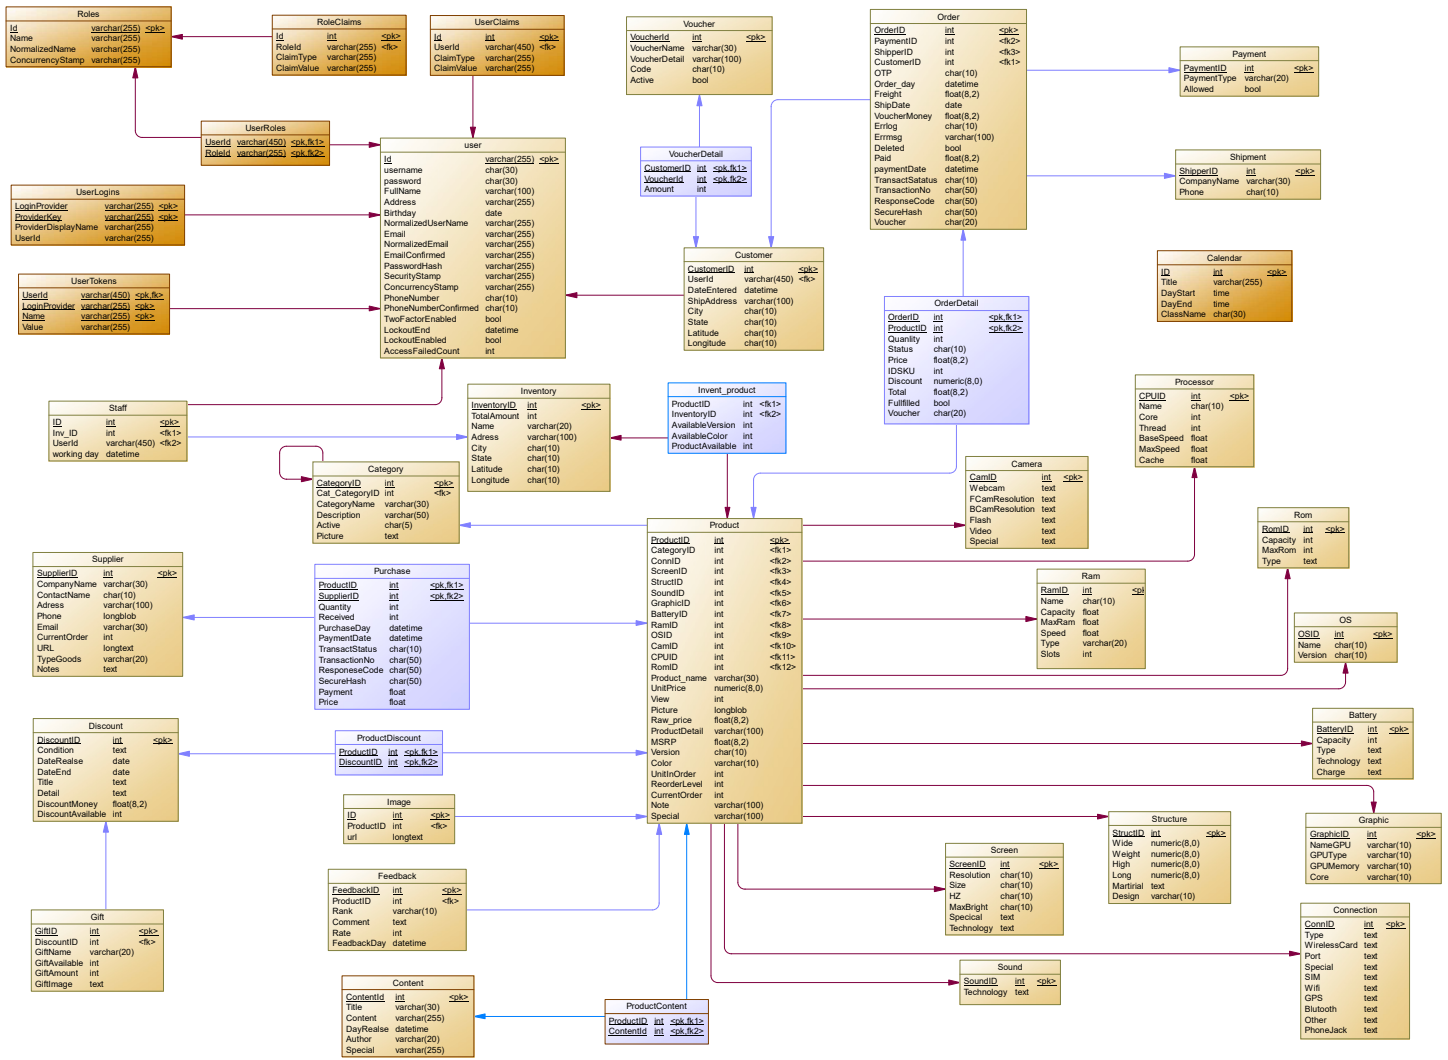 Roles
Id varchar(255) <pk>
Name varchar(255)
NormalizedName varchar(255)
ConcurrencyStamp varchar(255)
RoleClaims
Id int <pk>
RoleId varchar(255) <fk>
ClaimType varchar(255)
ClaimValue varchar(255)
UserClaims
Id int <pk>
UserId varchar(450) <fk>
ClaimType varchar(255)
ClaimValue varchar(255)
Voucher
VoucherId int <pk>
VoucherName varchar(30)
VoucherDetail varchar(100)
Code char(10)
Active bool
Order
OrderID int <pk>
PaymentID int <fk2>
ShipperID int <fk3>
CustomerID int <fk1>
OTP char(10)
Order_day datetime
Freight float(8,2)
ShipDate date
VoucherMoney float(8,2)
Errlog char(10)
Errmsg varchar(100)
Deleted bool
Paid float(8,2)
paymentDate datetime
TransactSatatus char(10)
TransactionNo char(50)
ResponseCode char(50)
SecureHash char(50)
Voucher char(20)
Payment
PaymentID int <pk>
PaymentType varchar(20)
Allowed bool
UserRoles
UserId varchar(450) <pk,fk1>
RoleId varchar(255) <pk,fk2>
user
Id varchar(255) <pk>
username char(30)
password char(30)
FullName varchar(100)
Address varchar(255)
Birthday date
NormalizedUserName varchar(255)
Email varchar(255)
NormalizedEmail varchar(255)
EmailConfirmed varchar(255)
PasswordHash varchar(255)
SecurityStamp varchar(255)
ConcurrencyStamp varchar(255)
PhoneNumber char(10)
PhoneNumberConfirmed char(10)
TwoFactorEnabled bool
LockoutEnd datetime
LockoutEnabled bool
AccessFailedCount int
VoucherDetail
CustomerID int <pk,fk1>
VoucherId int <pk,fk2>
Amount int
Shipment
ShipperID int <pk>
CompanyName varchar(30)
Phone char(10)
UserLogins
LoginProvider varchar(255) <pk>
ProviderKey varchar(255) <pk>
ProviderDisplayName varchar(255)
UserId varchar(255)
Customer
CustomerID int <pk>
UserId varchar(450) <fk>
DateEntered datetime
ShipAddress varchar(100)
City char(10)
State char(10)
Latitude char(10)
Longitude char(10)
Calendar
ID int <pk>
Title varchar(255)
DayStart time
DayEnd time
ClassName char(30)
UserTokens
UserId varchar(450) <pk,fk>
LoginProvider varchar(255) <pk>
Name varchar(255) <pk>
Value varchar(255)
OrderDetail
OrderID int <pk,fk1>
ProductID int <pk,fk2>
Quanlity int
Status char(10)
Price float(8,2)
IDSKU int
Discount numeric(8,0)
Total float(8,2)
Fullfilled bool
Voucher char(20)
Staff
ID int <pk>
Inv_ID int <fk1>
UserId varchar(450) <fk2>
working day datetime
Inventory
InventoryID int <pk>
TotalAmount int
Name varchar(20)
Adress varchar(100)
City char(10)
State char(10)
Latitude char(10)
Longitude char(10)
Invent_product
ProductID int <fk1>
InventoryID int <fk2>
AvailableVersion int
AvailableColor int
ProductAvailable int
Processor
CPUID int <pk>
Name char(10)
Core int
Thread int
BaseSpeed float
MaxSpeed float
Cache float
Category
CategoryID int <pk>
Cat_CategoryID int <fk>
CategoryName varchar(30)
Description varchar(50)
Active char(5)
Picture text
Camera
CamID int <pk>
Webcam text
FCamResolution text
BCamResolution text
Flash text
Video text
Special text
Rom
RomID int <pk>
Capacity int
MaxRom int
Type text
Product
ProductID int <pk>
CategoryID int <fk1>
ConnID int <fk2>
ScreenID int <fk3>
StructID int <fk4>
SoundID int <fk5>
GraphicID int <fk6>
BatteryID int <fk7>
RamID int <fk8>
OSID int <fk9>
CamID int <fk10>
CPUID int <fk11>
RomID int <fk12>
Product_name varchar(30)
UnitPrice numeric(8,0)
View int
Picture longblob
Raw_price float(8,2)
ProductDetail varchar(100)
MSRP float(8,2)
Version char(10)
Color varchar(10)
UnitInOrder int
ReorderLevel int
CurrentOrder int
Note varchar(100)
Special varchar(100)
Supplier
SupplierID int <pk>
CompanyName varchar(30)
ContactName char(10)
Adress varchar(100)
Phone longblob
Email varchar(30)
CurrentOrder int
URL longtext
TypeGoods varchar(20)
Notes text
Purchase
ProductID int <pk,fk1>
SupplierID int <pk,fk2>
Quantity int
Received int
PurchaseDay datetime
PaymentDate datetime
TransactStatus char(10)
TransactionNo char(50)
ResponeseCode char(50)
SecureHash char(50)
Payment float
Price float
Ram
RamID int <pk
Name char(10)
Capacity float
MaxRam float
Speed float
Type varchar(20)
Slots int
OS
OSID int <pk>
Name char(10)
Version char(10)
Discount
DiscountID int <pk>
Condition text
DateRealse date
DateEnd date
Title text
Detail text
DiscountMoney float(8,2)
DiscountAvailable int
ProductDiscount
ProductID int <pk,fk1>
DiscountID int <pk,fk2>
Battery
BatteryID int <pk>
Capacity int
Type text
Technology text
Charge text
Image
ID int <pk>
ProductID int <fk>
url longtext
Structure
StructID int <pk>
Wide numeric(8,0)
Weight numeric(8,0)
High numeric(8,0)
Long numeric(8,0)
Martirial text
Design varchar(10)
Graphic
GraphicID int <pk>
NameGPU varchar(10)
GPUType varchar(10)
GPUMemory varchar(10)
Core varchar(10)
Screen
ScreenID int <pk>
Resolution char(10)
Size char(10)
HZ char(10)
MaxBright char(10)
Specical text
Technology text
Feedback
FeedbackID int <pk>
ProductID int <fk>
Rank varchar(10)
Comment text
Rate int
FeadbackDay datetime
Gift
GiftID int <pk>
DiscountID int <fk>
GiftName varchar(20)
GiftAvailable int
GiftAmount int
GiftImage text
Connection
ConnID int <pk>
Type text
WirelessCard text
Port text
Special text
SIM text
Wifi text
GPS text
Blutooth text
Other text
PhoneJack text
Sound
SoundID int <pk>
Technology text
Content
ContentId int <pk>
Title varchar(30)
Content varchar(255)
DayRealse datetime
Author varchar(20)
Special varchar(255)
ProductContent
ProductID int <pk,fk1>
ContentId int <pk,fk2>